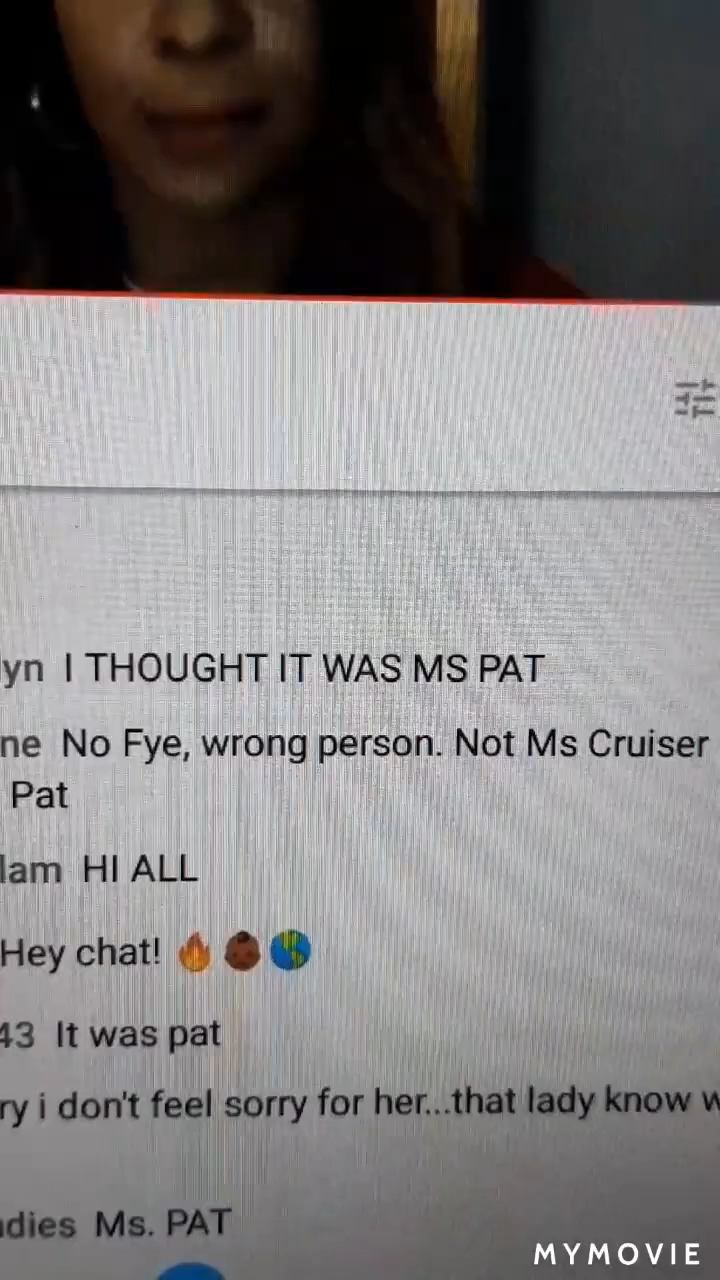 yn I THOUGHT IT WAS MS PAT
ne No Fye, wrong person. Not Ms Cruiser
Pat
lam HI ALL
Hey chat! 🔥👶🏾🌎
43 It was pat
ry i don't feel sorry for her...that lady know w
dies Ms. PAT
MYMOVIE